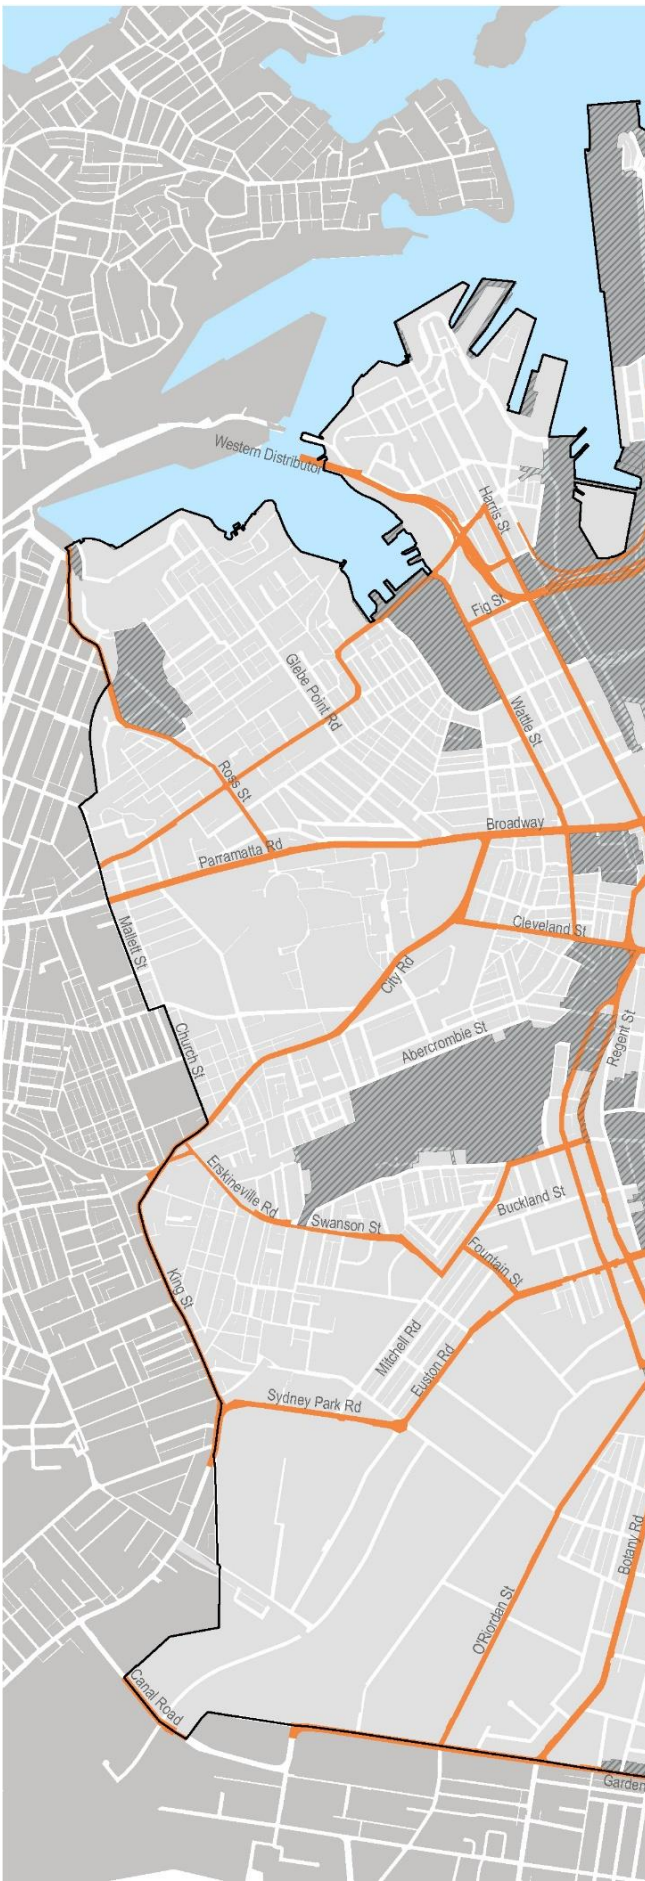 Western Distributor
Harris St
Fig St
Glebe Point Rd
Wattle St
Ross St
Broadway
Parramatta Rd
Mallett St
Cleveland St
City Rd
Church St
Abercrombie St
Regent St
Erskineville Rd
Buckland St
Swanson St
Fountain St
King St
Mitchell Rd
Euston Rd
Sydney Park Rd
Botany Rd
O'Riordan St
Canal Road
Garden